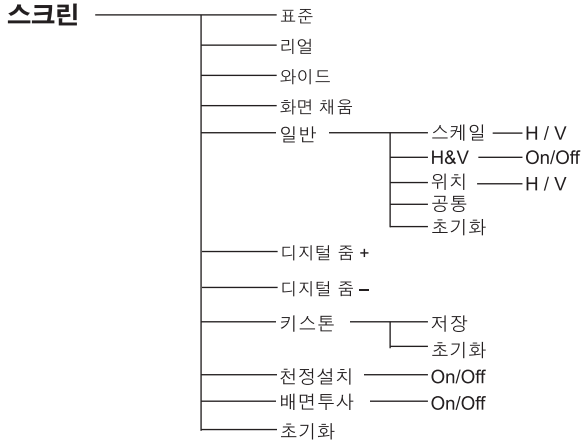 스크린
표준
리얼
와이드
화면 채움
일반
스케일 H / V
H&V On/Off
위치 H / V
공통
초기화
디지털 줌 +
디지털 줌 –
키스톤 저장
초기화
천정설치 On/Off
배면투사 On/Off
초기화